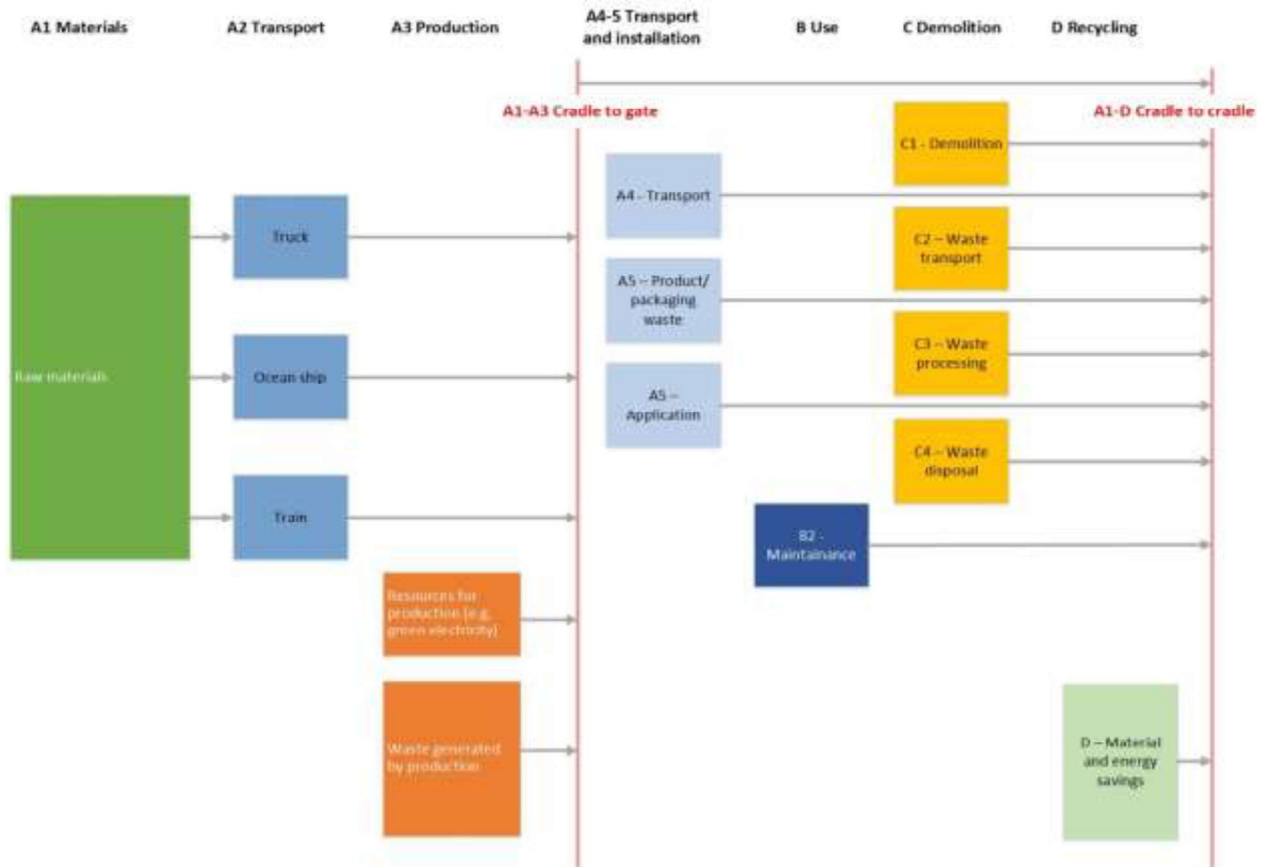 A1 Materials
A2 Transport
A3 Production
A4-5 Transport
and installation
B Use
C Demolition
D Recycling
A1-A3 Cradle to gate
A1-D Cradle to cradle
C1 - Demolition
A4 - Transport
Truck
C2 – Waste
transport
A5 – Product/
packaging
waste
C3 – Waste
processing
Raw materials
Ocean ship
A5 –
Application
C4 – Waste
disposal
Train
B2 -
Maintainance
Resources for
production (e.g.
green electricity)
Waste generated
by production
D – Material
and energy
savings